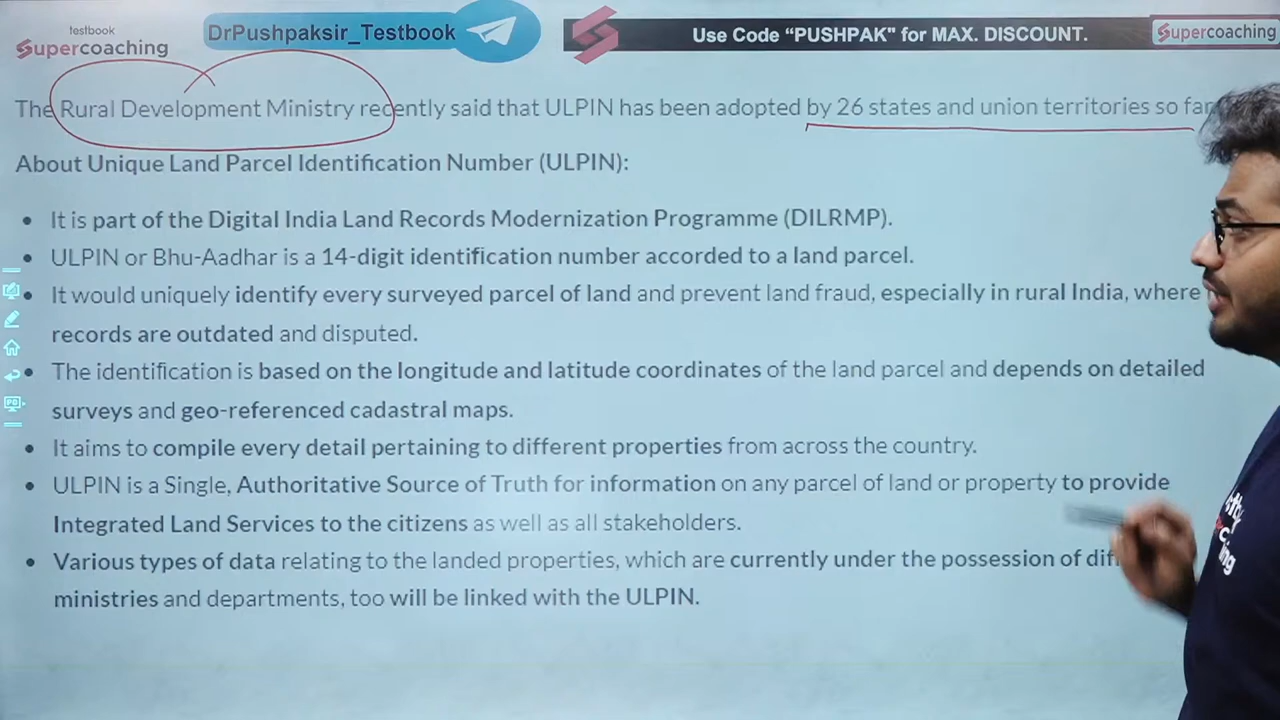 testbook
Supercoaching
DrPushpaksir_Testbook
Use Code “PUSHPAK" for MAX. DISCOUNT.
Supercoaching
The Rural Development Ministry recently said that ULPIN has been adopted by 26 states and union territories so far
About Unique Land Parcel Identification Number (ULPIN):
• It is part of the Digital India Land Records Modernization Programme (DILRMP).
• ULPIN or Bhu-Aadhar is a 14-digit identification number accorded to a land parcel.
• It would uniquely identify every surveyed parcel of land and prevent land fraud, especially in rural India, where
records are outdated and disputed.
• The identification is based on the longitude and latitude coordinates of the land parcel and depends on detailed
surveys and geo-referenced cadastral maps.
• It aims to compile every detail pertaining to different properties from across the country.
• ULPIN is a Single, Authoritative Source of Truth for information on any parcel of land or property to provide
Integrated Land Services to the citizens as well as all stakeholders.
• Various types of data relating to the landed properties, which are currently under the possession of
ministries and departments, too will be linked with the ULPIN.